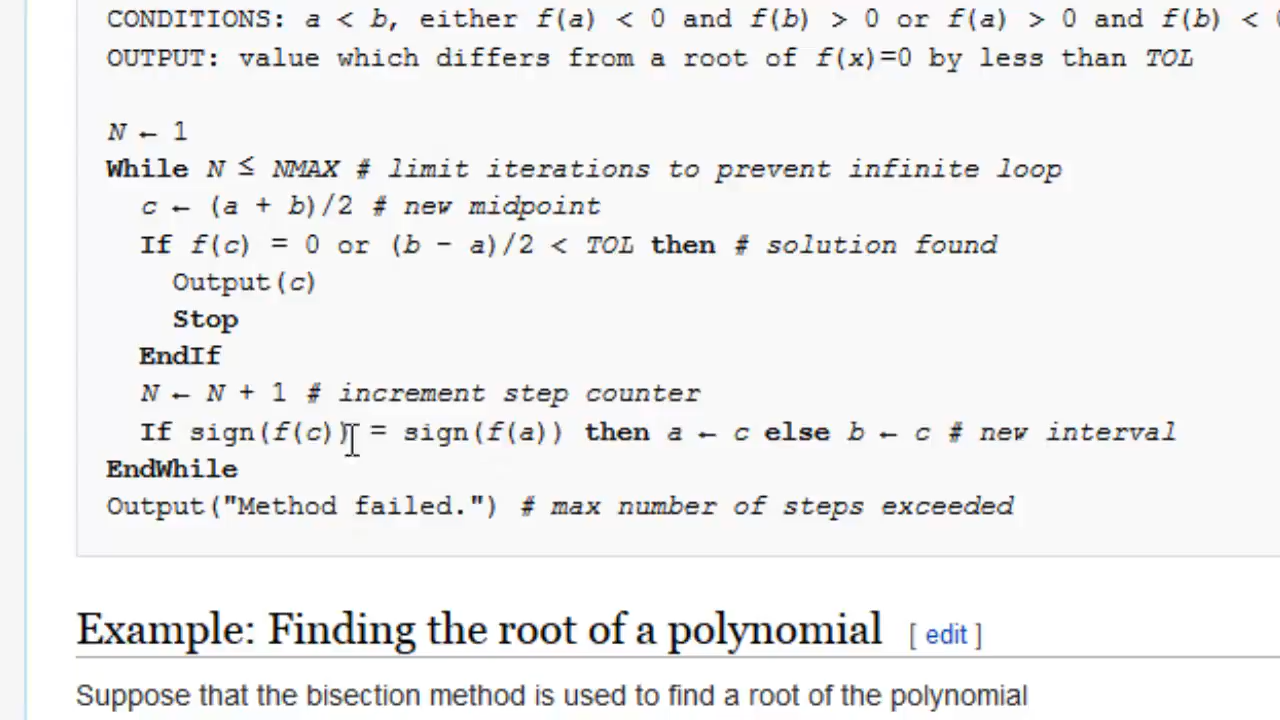 CONDITIONS: a < b, either f(a) < 0 and f(b) > 0 or f(a) > 0 and f(b) <
OUTPUT: value which differs from a root of f(x)=0 by less than TOL
N ← 1
While N ≤ NMAX # limit iterations to prevent infinite loop
c ← (a + b)/2 # new midpoint
If f(c) = 0 or (b - a)/2 < TOL then # solution found
Output(c)
Stop
EndIf
N ← N + 1 # increment step counter
If sign(f(c)) = sign(f(a)) then a ← c else b ← c # new interval
EndWhile
Output("Method failed.") # max number of steps exceeded
Example: Finding the root of a polynomial [ edit ]
Suppose that the bisection method is used to find a root of the polynomial